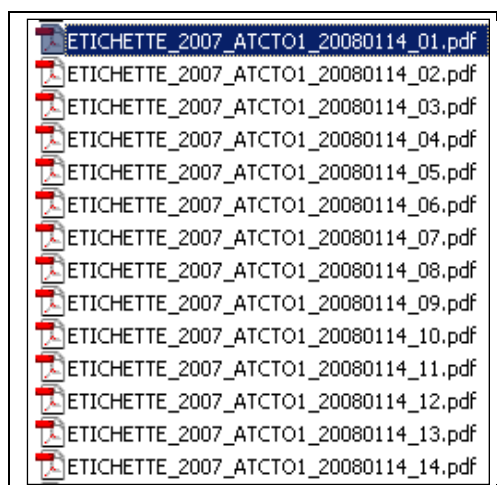 ETICHETTE_2007_ATCTO1_20080114_01.pdf
ETICHETTE_2007_ATCTO1_20080114_02.pdf
ETICHETTE_2007_ATCTO1_20080114_03.pdf
ETICHETTE_2007_ATCTO1_20080114_04.pdf
ETICHETTE_2007_ATCTO1_20080114_05.pdf
ETICHETTE_2007_ATCTO1_20080114_06.pdf
ETICHETTE_2007_ATCTO1_20080114_07.pdf
ETICHETTE_2007_ATCTO1_20080114_08.pdf
ETICHETTE_2007_ATCTO1_20080114_09.pdf
ETICHETTE_2007_ATCTO1_20080114_10.pdf
ETICHETTE_2007_ATCTO1_20080114_11.pdf
ETICHETTE_2007_ATCTO1_20080114_12.pdf
ETICHETTE_2007_ATCTO1_20080114_13.pdf
ETICHETTE_2007_ATCTO1_20080114_14.pdf